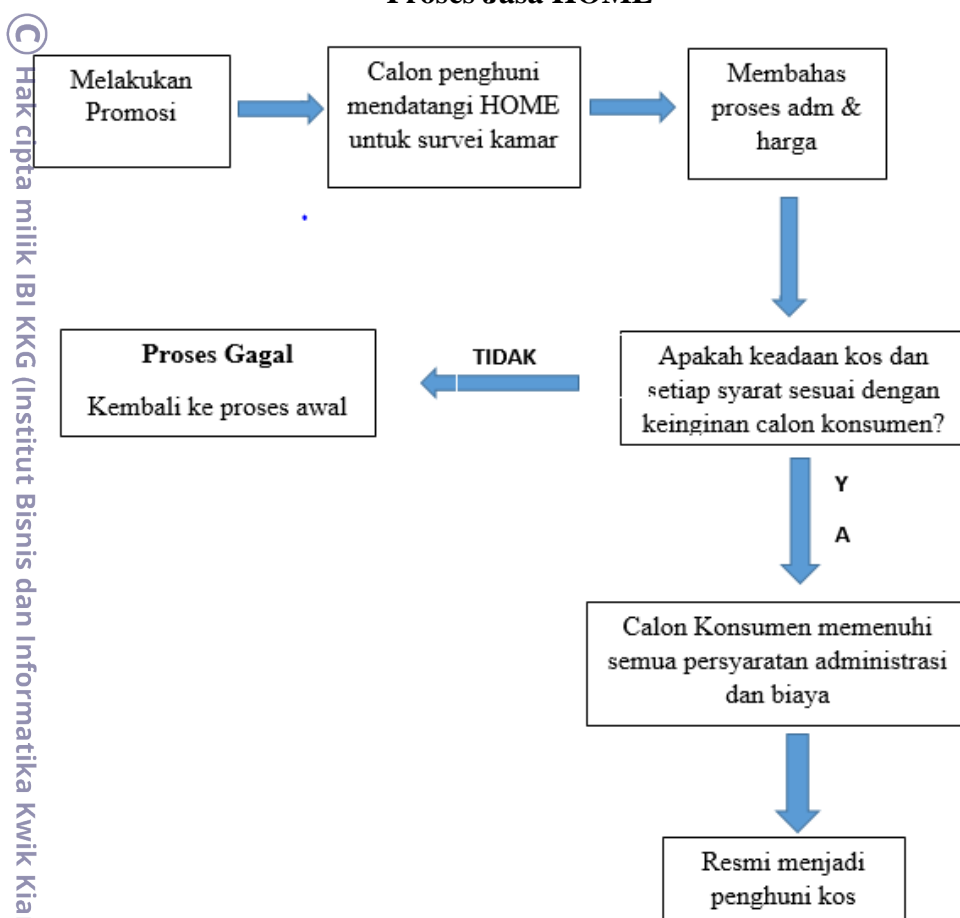 Proses Jasa HOME
Melakukan
Promosi
Calon penghuni
mendatangi HOME
untuk survei kamar
Membahas
proses adm &
harga
Proses Gagal
Kembali ke proses awal
TIDAK
Apakah keadaan kos dan
setiap syarat sesuai dengan
keinginan calon konsumen?
Y
A
Calon Konsumen memenuhi
semua persyaratan administrasi
dan biaya
Resmi menjadi
penghuni kos
© Hak cipta milik IBI KKG (Institut Bisnis dan Informatika Kwik Kia